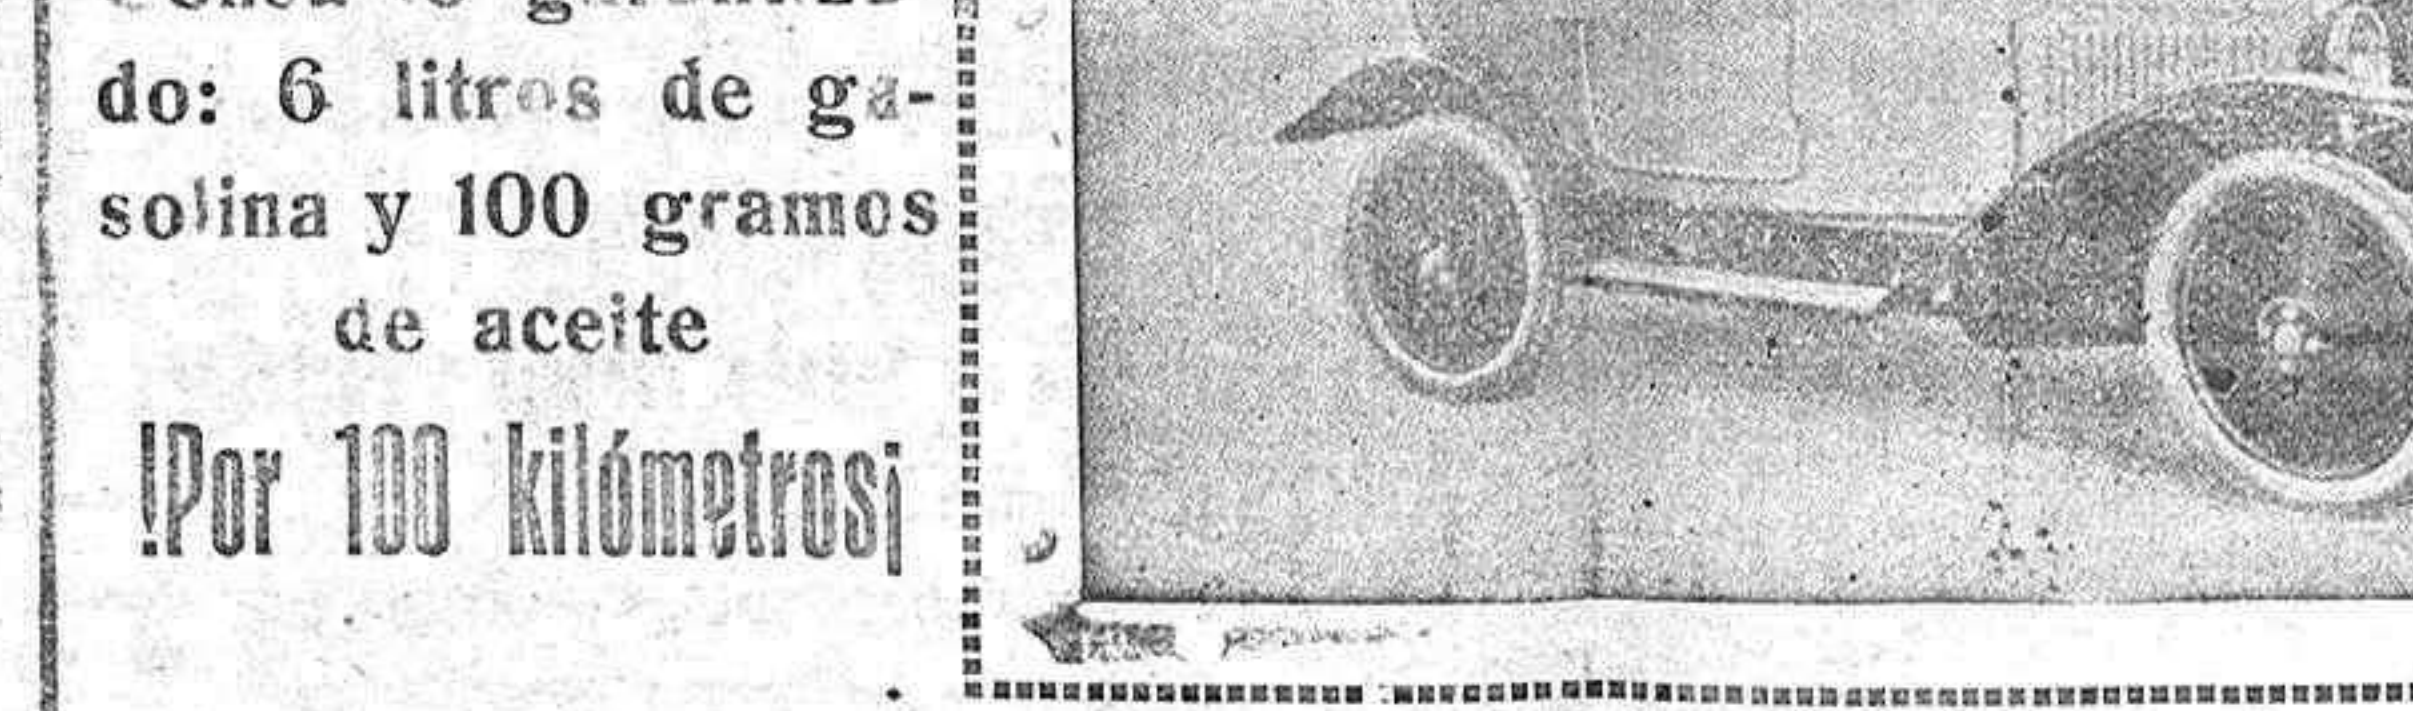 do: 6 litros de ga-
solina y 100 gramos
de aceite
!Por 100 kilómetros¡